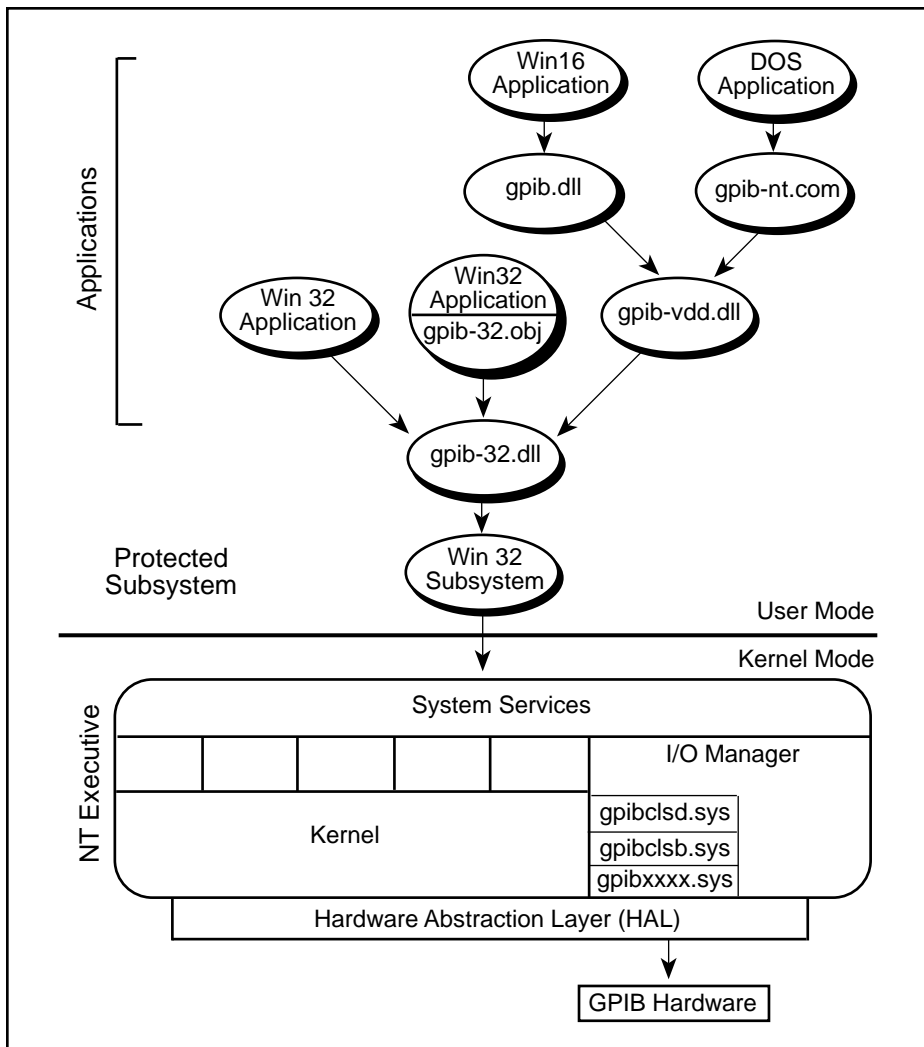 Win16
Application
DOS
Application
gpib.dll
gpib-nt.com
Applications
Win 32
Application
Win32
Application
gpib-32.obj
gpib-vdd.dll
gpib-32.dll
Protected
Subsystem
Win 32
Subsystem
User Mode
Kernel Mode
NT Executive
System Services
I/O Manager
Kernel
gpibclsd.sys
gpibclsb.sys
gpibxxxx.sys
Hardware Abstraction Layer (HAL)
GPIB Hardware